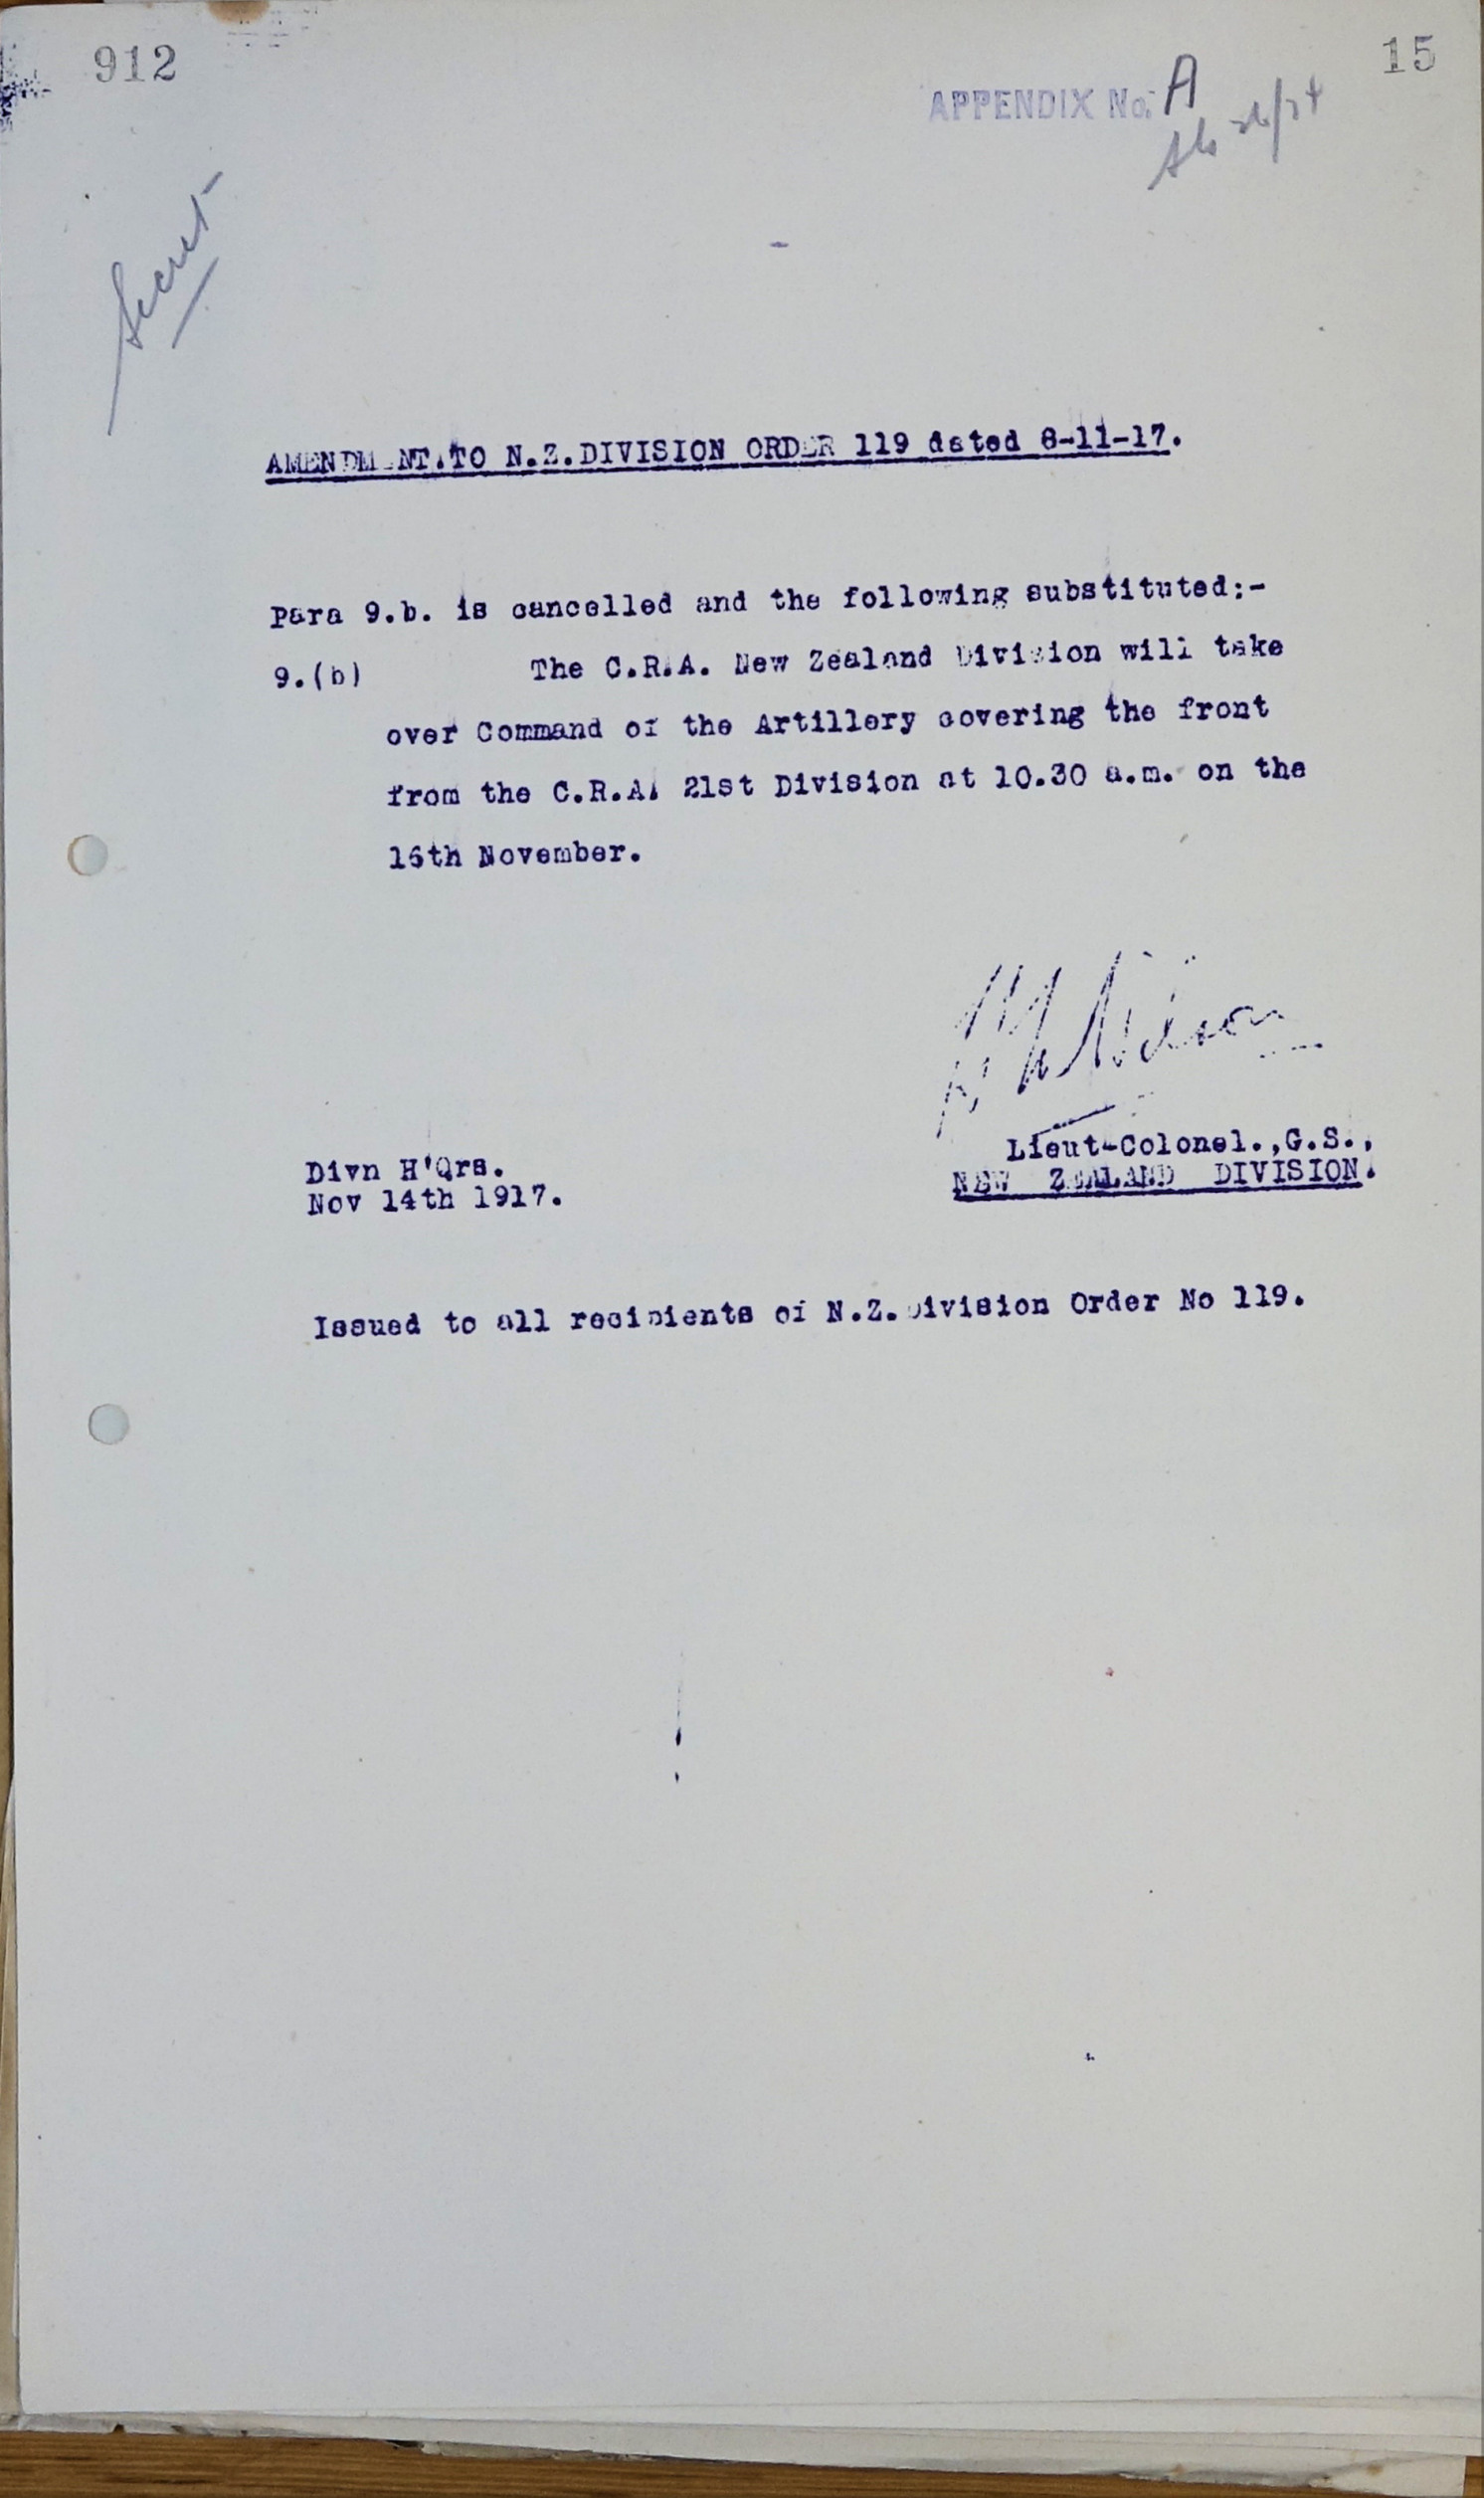 912
15
APPENDIX No. A
Secret
AMENDMENT.TO N.Z.DIVISION ORDER 119 dated 8-11-17.
Para 9.b. is cancelled and the following substituted:-
9.(b) The C.R.A. New Zealand Division will take
over Command of the Artillery covering the front
from the C.R.A. 21st Division at 10.30 a.m. on the
16th November.
Lieut-Colonel.,G.S.,
NEW ZEALAND DIVISION.
Divn H'Qrs.
Nov 14th 1917.
Issued to all recipients of N.Z.Division Order No 119.